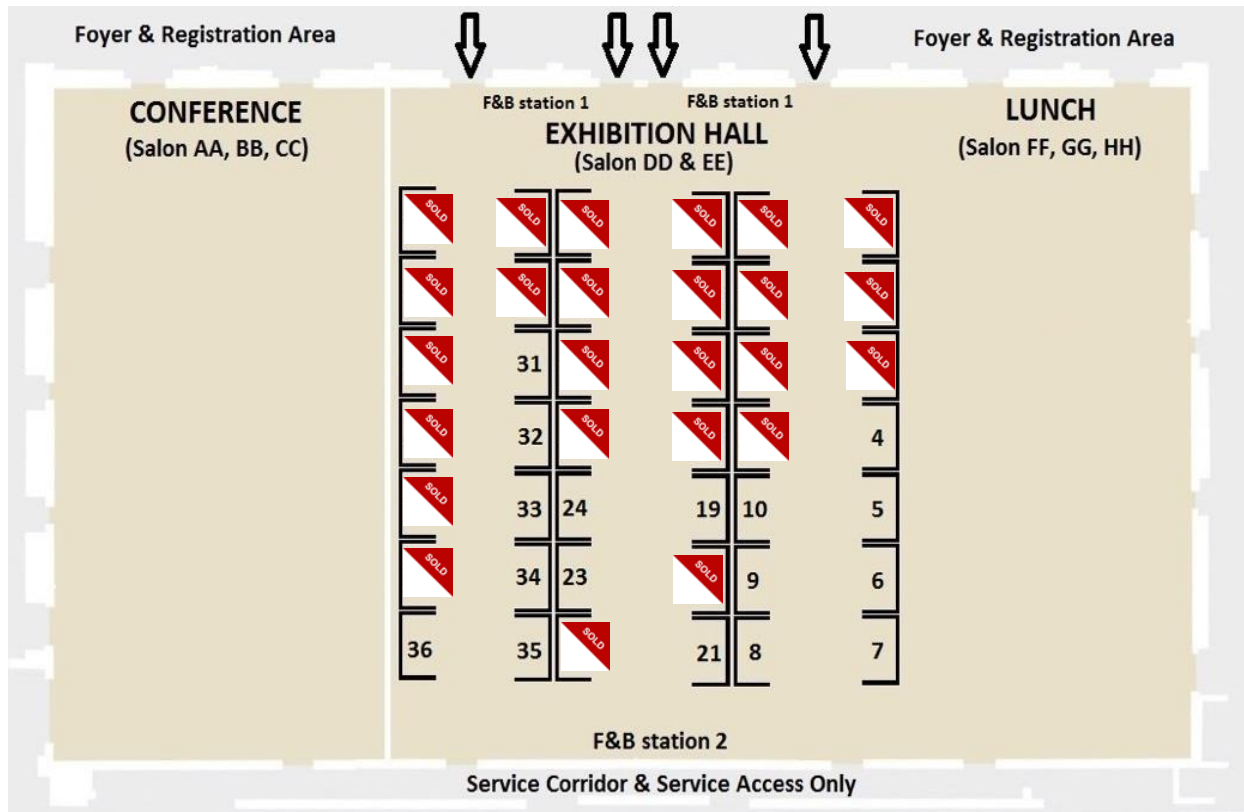 Foyer & Registration Area
Foyer & Registration Area
F&B station 1
F&B station 1
CONFERENCE
(Salon AA, BB, CC)
EXHIBITION HALL
(Salon DD & EE)
LUNCH
(Salon FF, GG, HH)
SOLD SOLD SOLD SOLD SOLD SOLD
SOLD SOLD SOLD SOLD SOLD SOLD
SOLD 31 SOLD SOLD SOLD SOLD
SOLD 32 SOLD SOLD SOLD 4
SOLD 33 24 19 10 5
SOLD 34 23 SOLD 9 6
36 35 SOLD 21 8 7
F&B station 2
Service Corridor & Service Access Only